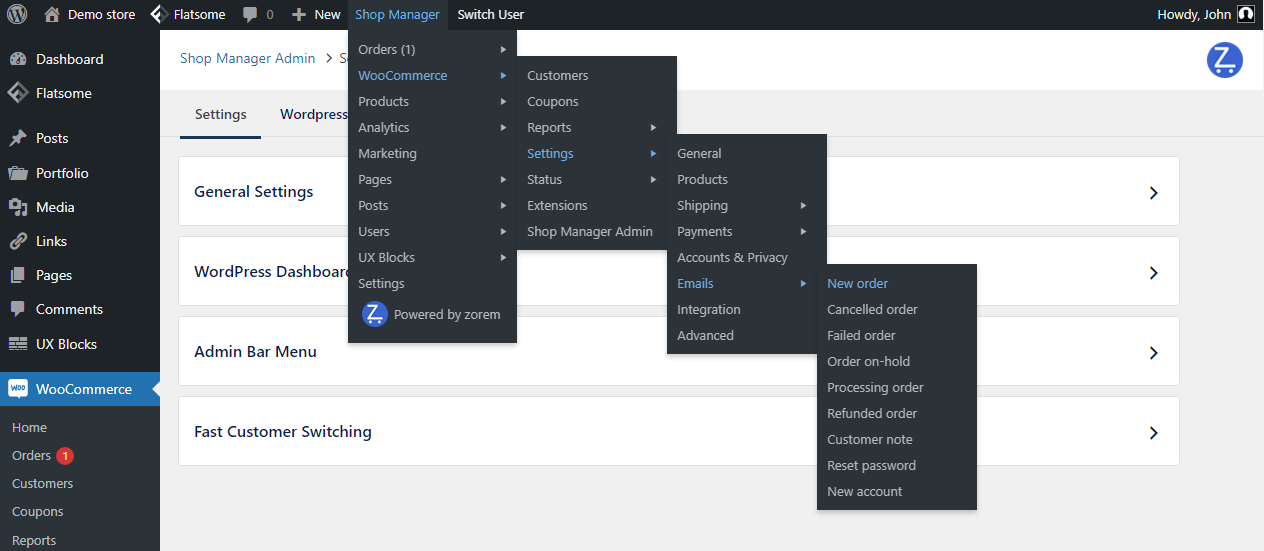 Demo store
Flatsome
0
New
Shop Manager
Switch User
Howdy, John
Dashboard
Flatsome
Posts
Portfolio
Media
Links
Pages
Comments
UX Blocks
Woo
WooCommerce
Home
Orders 1
Customers
Coupons
Reports
Shop Manager Admin
Settings
Wordpress
General Settings
WordPress Dashboard
Admin Bar Menu
Fast Customer Switching
Orders (1)
WooCommerce
Products
Analytics
Marketing
Pages
Posts
Users
UX Blocks
Settings
Powered by zorem
Customers
Coupons
Reports
Settings
Status
Extensions
Shop Manager Admin
General
Products
Shipping
Payments
Accounts & Privacy
Emails
Integration
Advanced
New order
Cancelled order
Failed order
Order on-hold
Processing order
Refunded order
Customer note
Reset password
New account